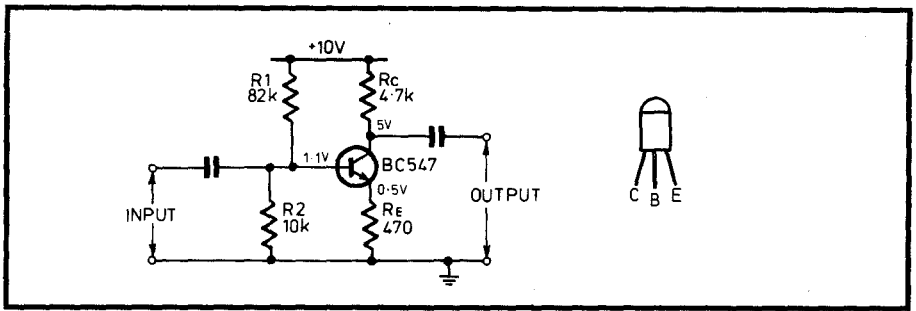 +10V
R1
82k
Rc
4.7k
5V
1.1V
BC547
0.5V
INPUT
R2
10k
RE
470
OUTPUT
C B E